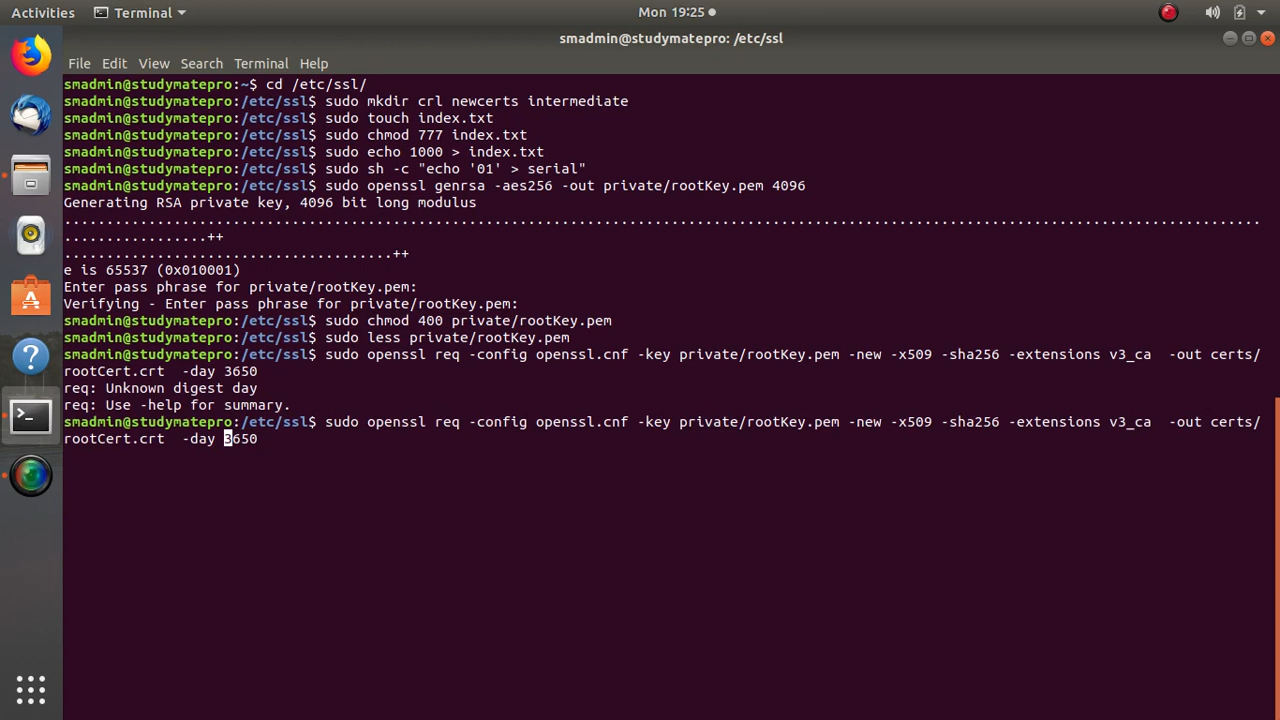 Activities
Terminal
Mon 19:25
smadmin@studymatepro: /etc/ssl
File Edit View Search Terminal Help
smadmin@studymatepro:~$ cd /etc/ssl/
smadmin@studymatepro:/etc/ssl$ sudo mkdir crl newcerts intermediate
smadmin@studymatepro:/etc/ssl$ sudo touch index.txt
smadmin@studymatepro:/etc/ssl$ sudo chmod 777 index.txt
smadmin@studymatepro:/etc/ssl$ sudo echo 1000 > index.txt
smadmin@studymatepro:/etc/ssl$ sudo sh -c "echo '01' > serial"
smadmin@studymatepro:/etc/ssl$ sudo openssl genrsa -aes256 -out private/rootKey.pem 4096
Generating RSA private key, 4096 bit long modulus
..............................................................................................................................................
.................++
.......................................++
e is 65537 (0x010001)
Enter pass phrase for private/rootKey.pem:
Verifying - Enter pass phrase for private/rootKey.pem:
smadmin@studymatepro:/etc/ssl$ sudo chmod 400 private/rootKey.pem
smadmin@studymatepro:/etc/ssl$ sudo less private/rootKey.pem
smadmin@studymatepro:/etc/ssl$ sudo openssl req -config openssl.cnf -key private/rootKey.pem -new -x509 -sha256 -extensions v3_ca  -out certs/
rootCert.crt  -day 3650
req: Unknown digest day
req: Use -help for summary.
smadmin@studymatepro:/etc/ssl$ sudo openssl req -config openssl.cnf -key private/rootKey.pem -new -x509 -sha256 -extensions v3_ca  -out certs/
rootCert.crt  -day 3650